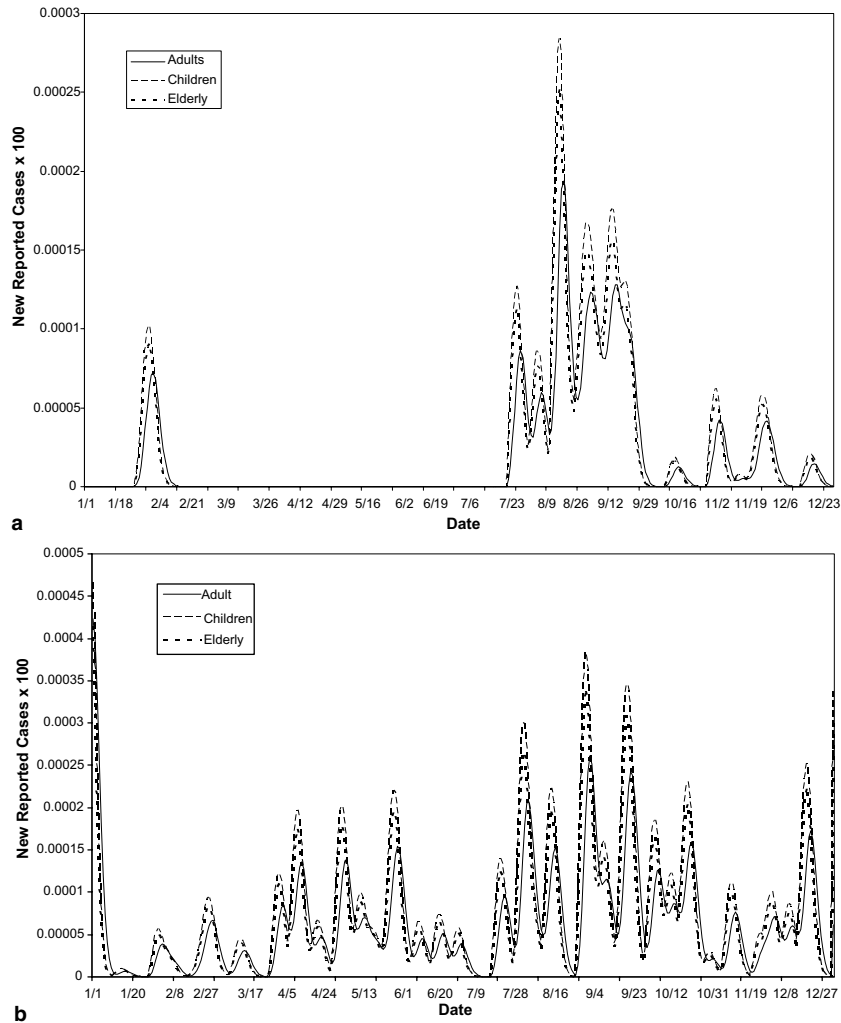 0.0003
0.00025
0.0002
0.00015
0.0001
0.00005
0
New Reported Cases x 100
Adults
Children
Elderly
1/1 1/18 2/4 2/21 3/9 3/26 4/12 4/29 5/16 6/2 6/19 7/6 7/23 8/9 8/26 9/12 9/29 10/16 11/2 11/19 12/6 12/23
Date
a
0.0005
0.00045
0.0004
0.00035
0.0003
0.00025
0.0002
0.00015
0.0001
0.00005
0
New Reported Cases x 100
Adult
Children
Elderly
1/1 1/20 2/8 2/27 3/17 4/5 4/24 5/13 6/1 6/20 7/9 7/28 8/16 9/4 9/23 10/12 10/31 11/19 12/8 12/27
Date
b